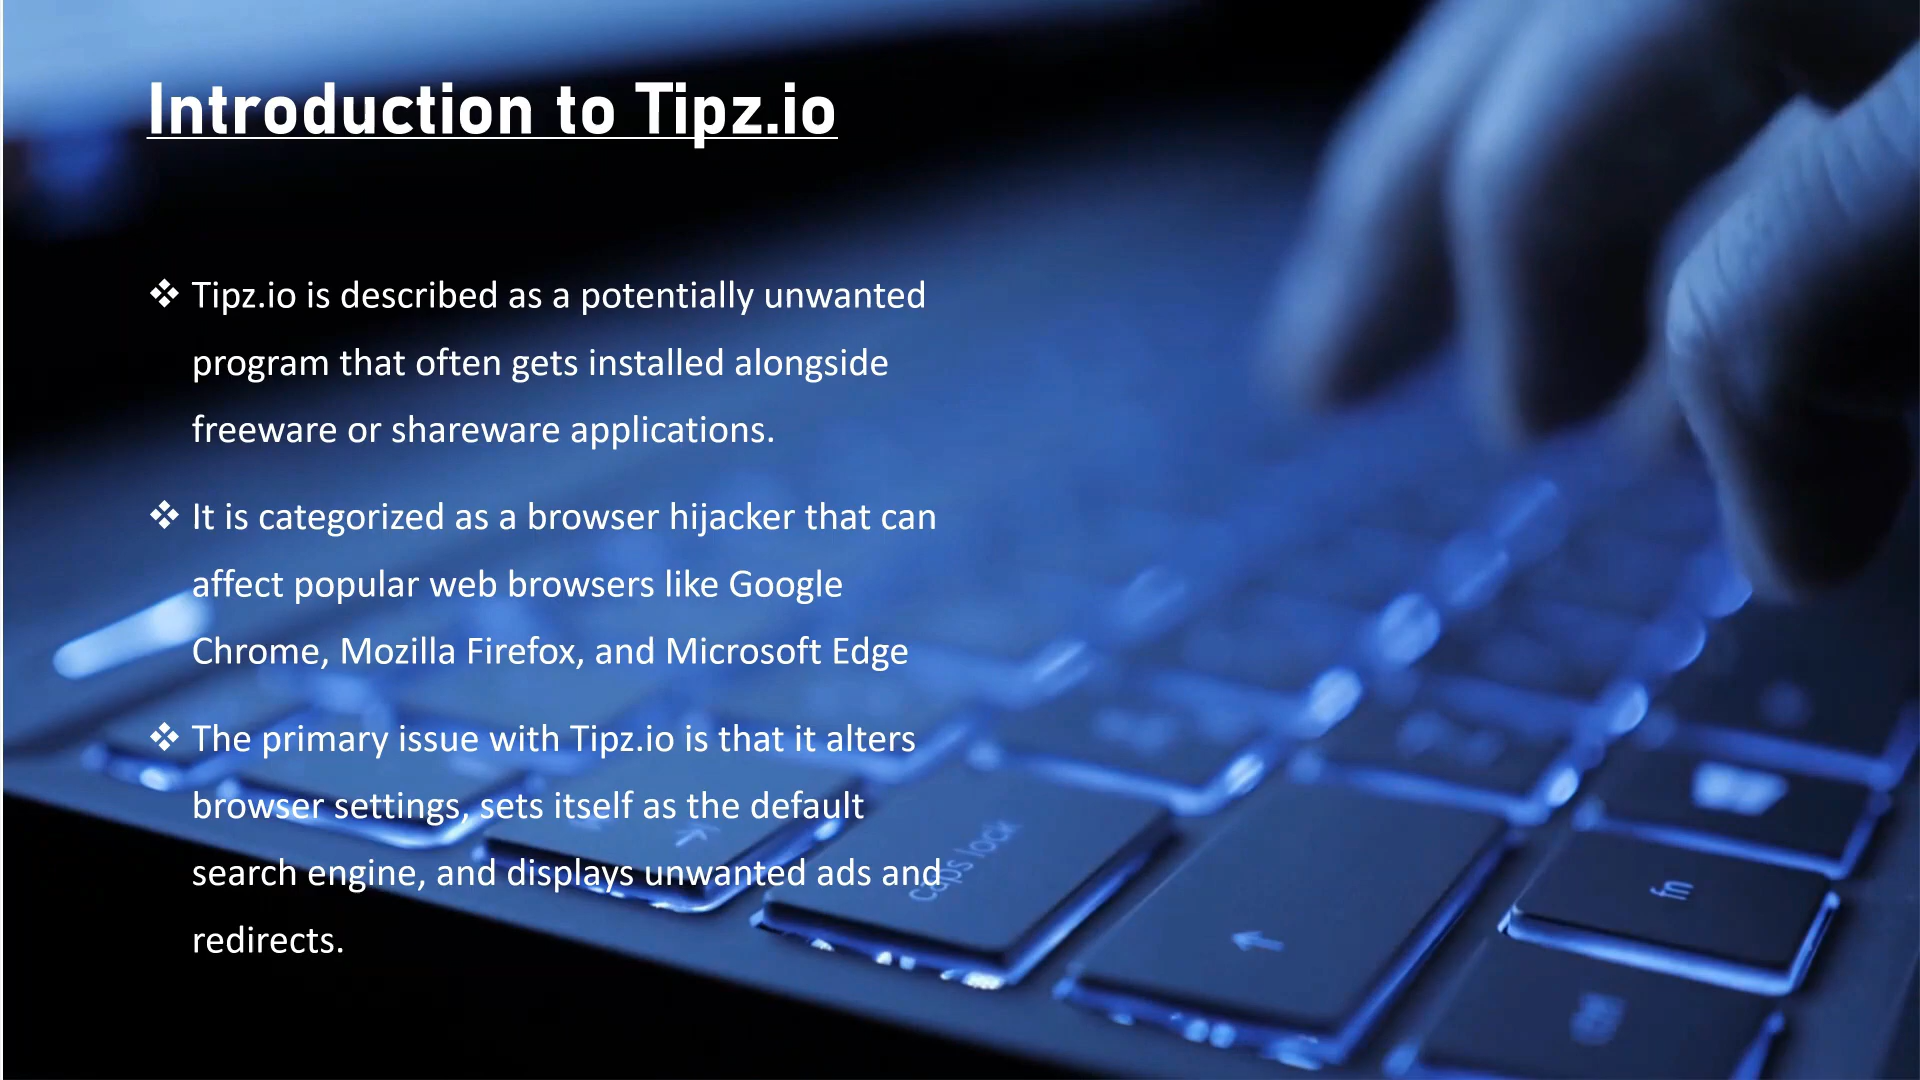 Introduction to Tipz.io
❖ Tipz.io is described as a potentially unwanted
program that often gets installed alongside
freeware or shareware applications.
❖ It is categorized as a browser hijacker that can
affect popular web browsers like Google
Chrome, Mozilla Firefox, and Microsoft Edge
❖ The primary issue with Tipz.io is that it alters
browser settings, sets itself as the default
search engine, and displays unwanted ads and
redirects.
caps lock
fn